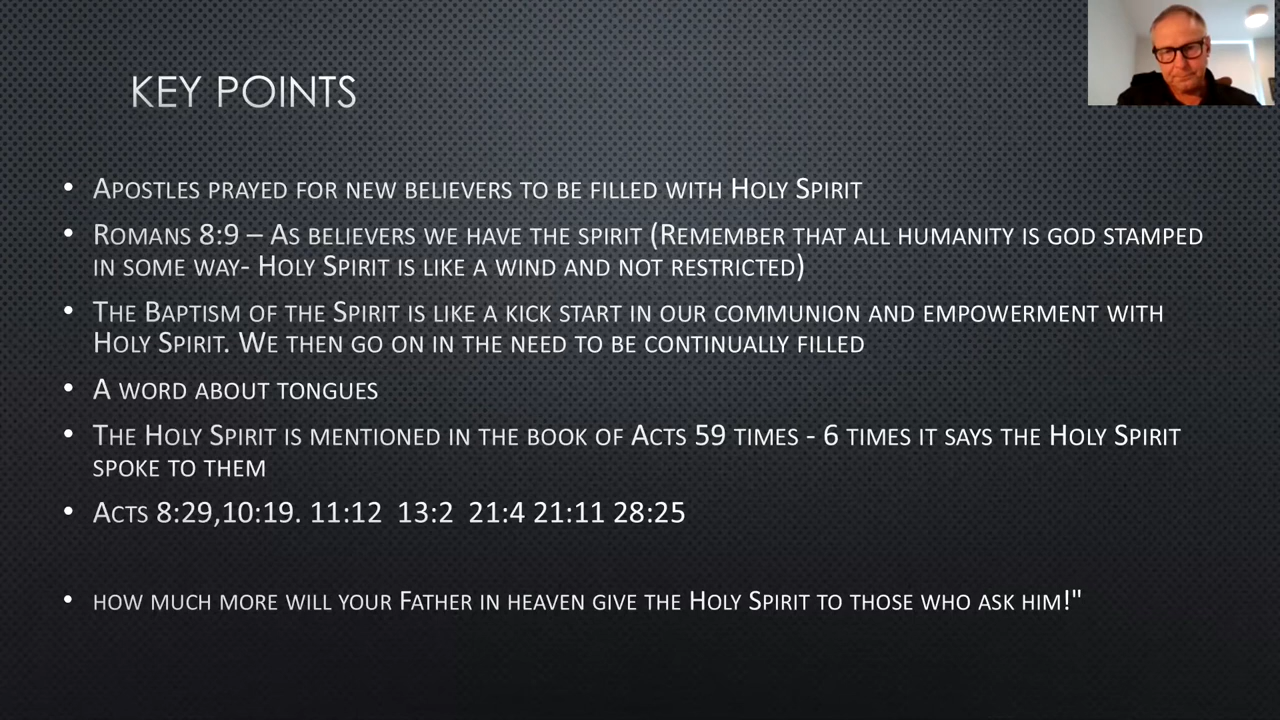 KEY POINTS
• Apostles prayed for new believers to be filled with Holy Spirit
• Romans 8:9 – As believers we have the spirit (Remember that all humanity is god stamped
in some way- Holy Spirit is like a wind and not restricted)
• The Baptism of the Spirit is like a kick start in our communion and empowerment with
Holy Spirit. We then go on in the need to be continually filled
• A word about tongues
• The Holy Spirit is mentioned in the book of Acts 59 times - 6 times it says the Holy Spirit
spoke to them
• Acts 8:29,10:19. 11:12 13:2 21:4 21:11 28:25
• how much more will your Father in heaven give the Holy Spirit to those who ask him!"